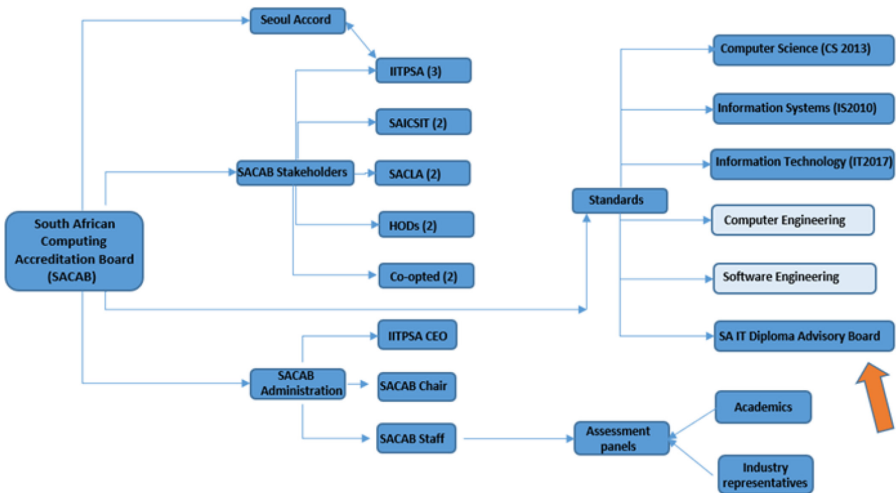 Seoul Accord
IITPSA (3)
SAICSIT (2)
SACAB Stakeholders
SACLA (2)
HODs (2)
Co-opted (2)
South African
Computing
Accreditation Board
(SACAB)
IITPSA CEO
SACAB
Administration
SACAB Chair
SACAB Staff
Standards
Computer Science (CS 2013)
Information Systems (IS2010)
Information Technology (IT2017)
Computer Engineering
Software Engineering
SA IT Diploma Advisory Board
Assessment
panels
Academics
Industry
representatives